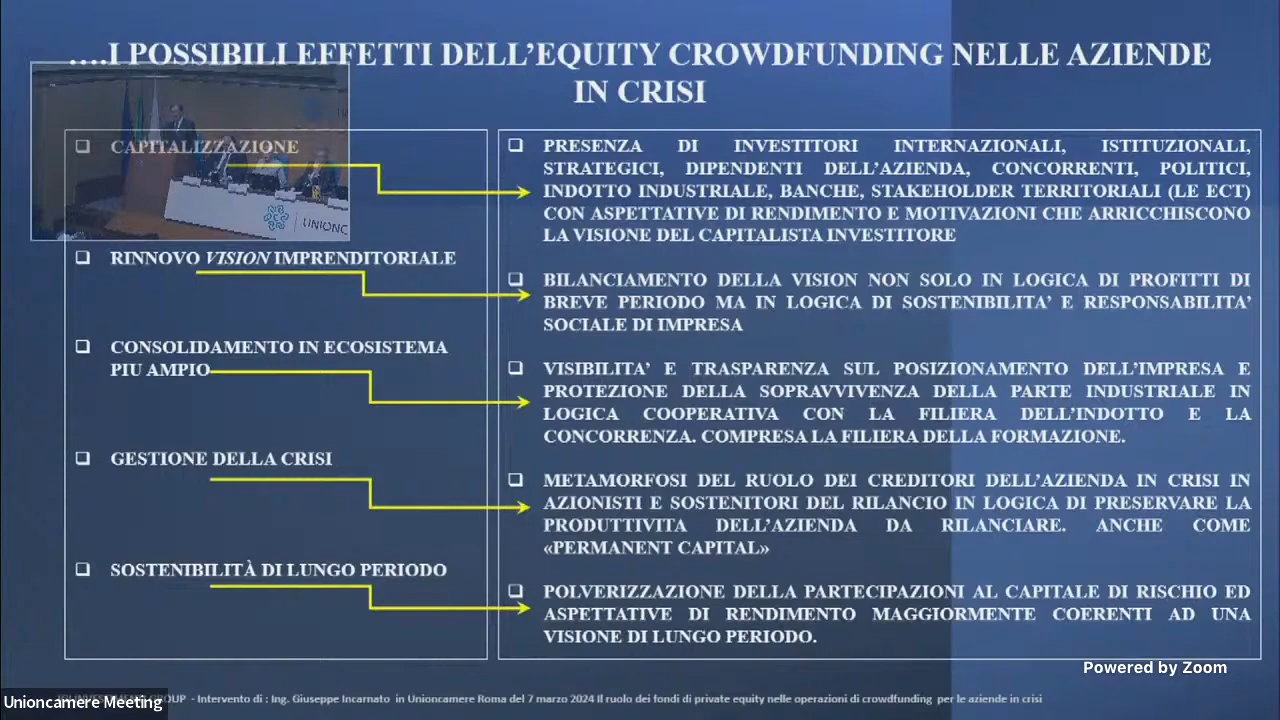 ….I POSSIBILI EFFETTI DELL’EQUITY CROWDFUNDING NELLE AZIENDE
IN CRISI
❑ CAPITALIZZAZIONE
UNIONC
❑ RINNOVO VISION IMPRENDITORIALE
❑ CONSOLIDAMENTO IN ECOSISTEMA
PIU AMPIO
❑ GESTIONE DELLA CRISI
❑ SOSTENIBILITÀ DI LUNGO PERIODO
❑ PRESENZA DI INVESTITORI INTERNAZIONALI, ISTITUZIONALI,
STRATEGICI, DIPENDENTI DELL’AZIENDA, CONCORRENTI, POLITICI,
INDOTTO INDUSTRIALE, BANCHE, STAKEHOLDER TERRITORIALI (LE ECT)
CON ASPETTATIVE DI RENDIMENTO E MOTIVAZIONI CHE ARRICCHISCONO
LA VISIONE DEL CAPITALISTA INVESTITORE
❑ BILANCIAMENTO DELLA VISION NON SOLO IN LOGICA DI PROFITTI DI
BREVE PERIODO MA IN LOGICA DI SOSTENIBILITA’ E RESPONSABILITA’
SOCIALE DI IMPRESA
❑ VISIBILITA’ E TRASPARENZA SUL POSIZIONAMENTO DELL’IMPRESA E
PROTEZIONE DELLA SOPRAVVIVENZA DELLA PARTE INDUSTRIALE IN
LOGICA COOPERATIVA CON LA FILIERA DELL’INDOTTO E LA
CONCORRENZA. COMPRESA LA FILIERA DELLA FORMAZIONE.
❑ METAMORFOSI DEL RUOLO DEI CREDITORI DELL’AZIENDA IN CRISI IN
AZIONISTI E SOSTENITORI DEL RILANCIO IN LOGICA DI PRESERVARE LA
PRODUTTIVITA DELL’AZIENDA DA RILANCIARE. ANCHE COME
«PERMANENT CAPITAL»
❑ POLVERIZZAZIONE DELLA PARTECIPAZIONI AL CAPITALE DI RISCHIO ED
ASPETTATIVE DI RENDIMENTO MAGGIORMENTE COERENTI AD UNA
VISIONE DI LUNGO PERIODO.
Powered by Zoom
GROUP - Intervento di : Ing. Giuseppe Incarnato in Unioncamere Roma del 7 marzo 2024 Il ruolo dei fondi di private equity nelle operazioni di crowdfunding per le aziende in crisi
Unioncamere Meeting